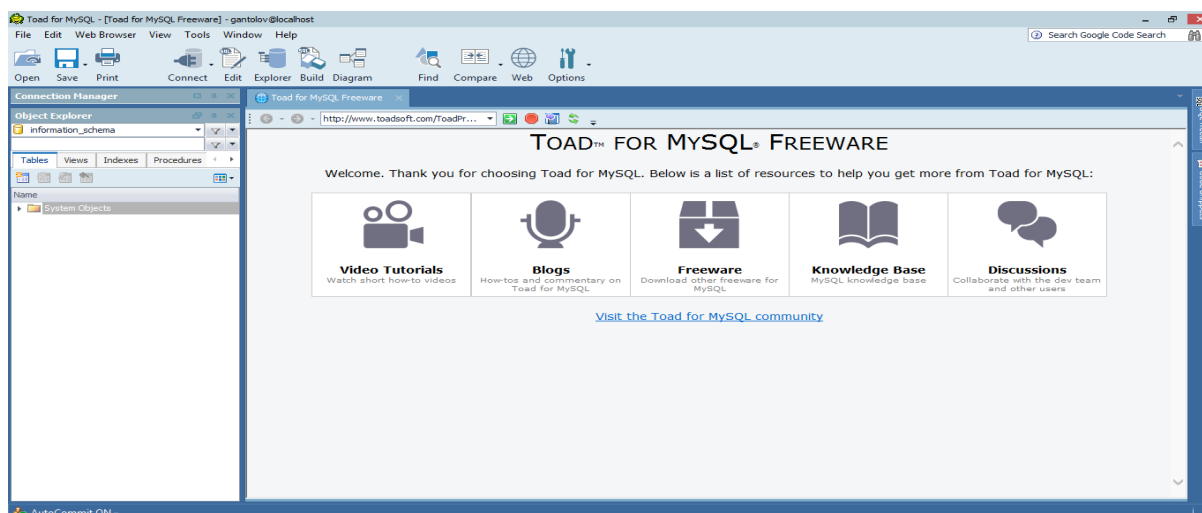 Toad for MySQL - [Toad for MySQL Freeware] - gantolov@localhost
File Edit Web Browser View Tools Window Help
Search Google Code Search
Open Save Print Connect Edit Explorer Build Diagram Find Compare Web Options
Connection Manager
Toad for MySQL Freeware
Object Explorer
information_schema
http://www.toadsoft.com/ToadPr...
Tables Views Indexes Procedures
Name
System Objects
TOAD™ FOR MYSQL® FREEWARE
Welcome. Thank you for choosing Toad for MySQL. Below is a list of resources to help you get more from Toad for MySQL:
Video Tutorials
Watch short how-to videos
Blogs
How-tos and commentary on
Toad for MySQL
Freeware
Download other freeware for
MySQL
Knowledge Base
MySQL knowledge base
Discussions
Collaborate with the dev team
and other users
Visit the Toad for MySQL community
AutoCommit ON